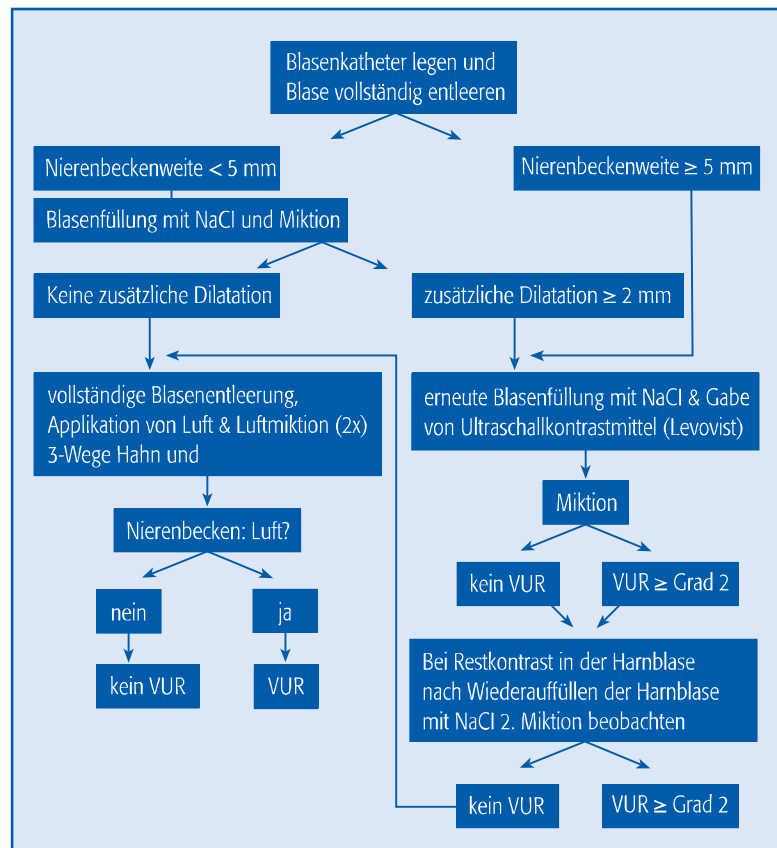 Blasenkatheter legen und
Blase vollständig entleeren
Nierenbeckenweite < 5 mm
Nierenbeckenweite ≥ 5 mm
Blasenfüllung mit NaCl und Miktion
Keine zusätzliche Dilatation
zusätzliche Dilatation ≥ 2 mm
vollständige Blasenentleerung,
Applikation von Luft & Luftmiktion (2x)
3-Wege Hahn und
erneute Blasenfüllung mit NaCl & Gabe
von Ultraschallkontrastmittel (Levovist)
Miktion
Nierenbecken: Luft?
kein VUR
VUR ≥ Grad 2
nein
ja
kein VUR
VUR
Bei Restkontrast in der Harnblase
nach Wiederauffüllen der Harnblase
mit NaCl 2. Miktion beobachten
kein VUR
VUR ≥ Grad 2